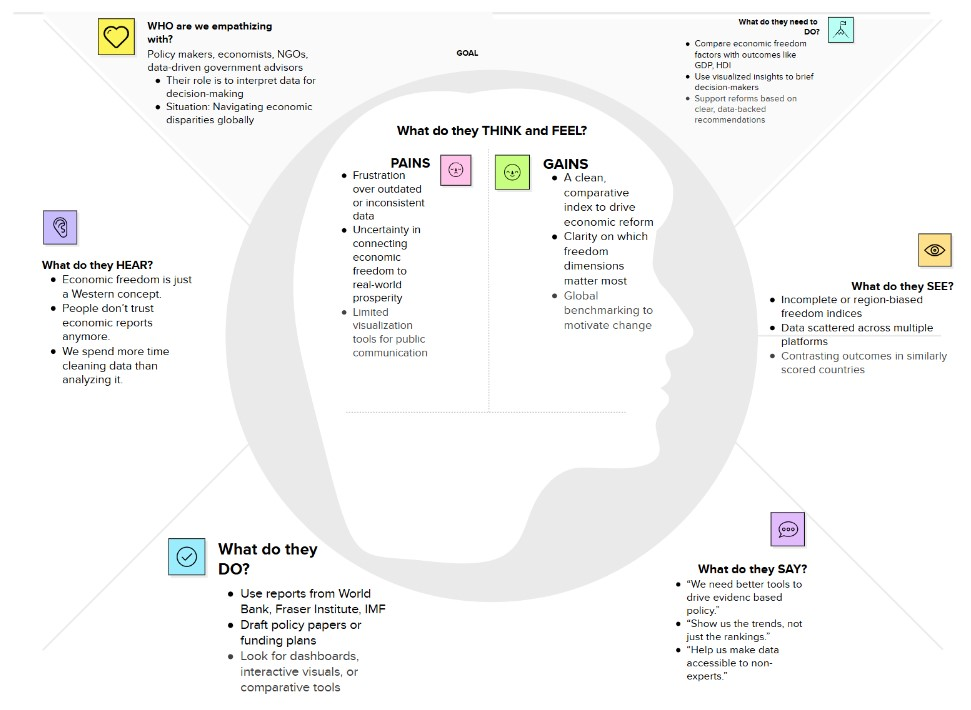 WHO are we empathizing
with?
Policy makers, economists, NGOs,
data-driven government advisors
● Their role is to interpret data for
decision-making
● Situation: Navigating economic
disparities globally
GOAL
What do they need to
DO?
● Compare economic freedom
factors with outcomes like
GDP, HDI
● Use visualized insights to brief
decision-makers
● Support reforms based on
clear, data-backed
recommendations
What do they THINK and FEEL?
PAINS
● Frustration
over outdated
or inconsistent
data
● Uncertainty in
connecting
economic
freedom to
real-world
prosperity
● Limited
visualization
tools for public
communication
GAINS
● A clean,
comparative
index to drive
economic reform
● Clarity on which
freedom
dimensions
matter most
● Global
benchmarking to
motivate change
What do they HEAR?
● Economic freedom is just
a Western concept.
● People don't trust
economic reports
anymore.
● We spend more time
cleaning data than
analyzing it.
What do they SEE?
● Incomplete or region-biased
freedom indices
● Data scattered across multiple
platforms
● Contrasting outcomes in similarly
scored countries
What do they
DO?
● Use reports from World
Bank, Fraser Institute, IMF
● Draft policy papers or
funding plans
● Look for dashboards,
interactive visuals, or
comparative tools
What do they SAY?
● “We need better tools to
drive evidenc based
policy.”
● “Show us the trends, not
just the rankings.”
● “Help us make data
accessible to non-
experts.”